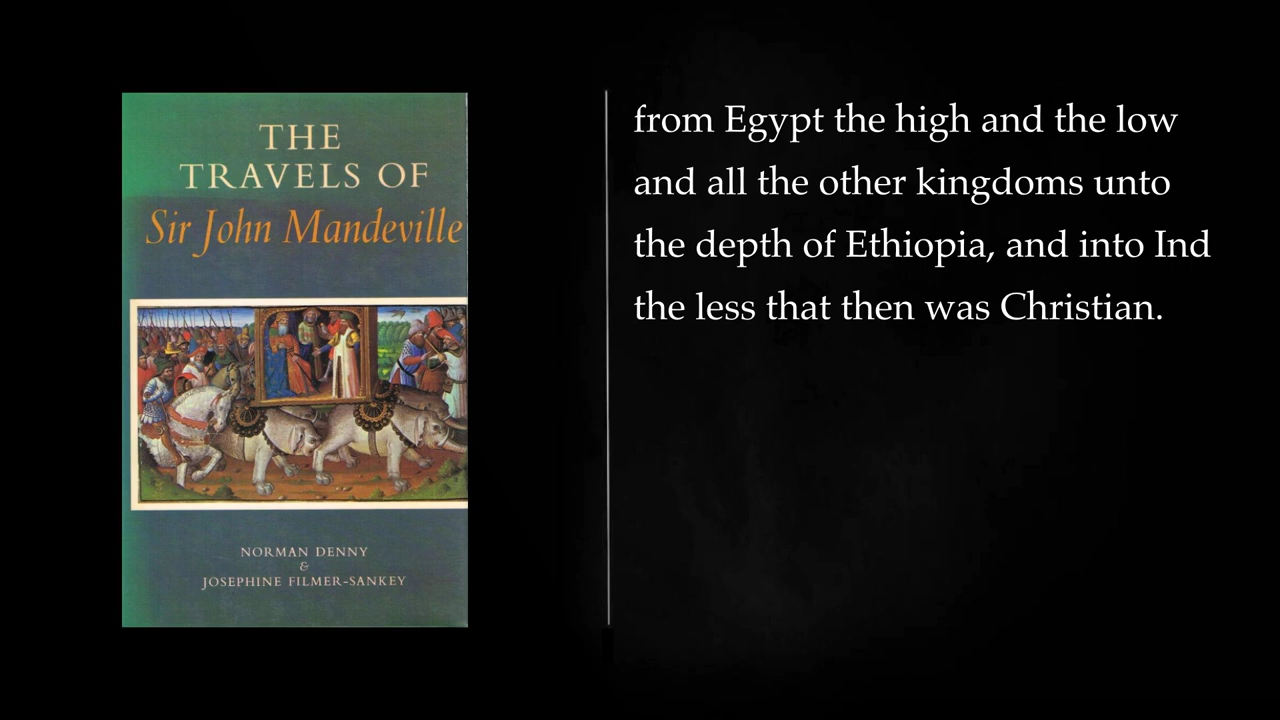 THE
TRAVELS OF
Sir John Mandeville
NORMAN DENNY
&
JOSEPHINE FILMER-SANKEY
from Egypt the high and the low
and all the other kingdoms unto
the depth of Ethiopia, and into Ind
the less that then was Christian.